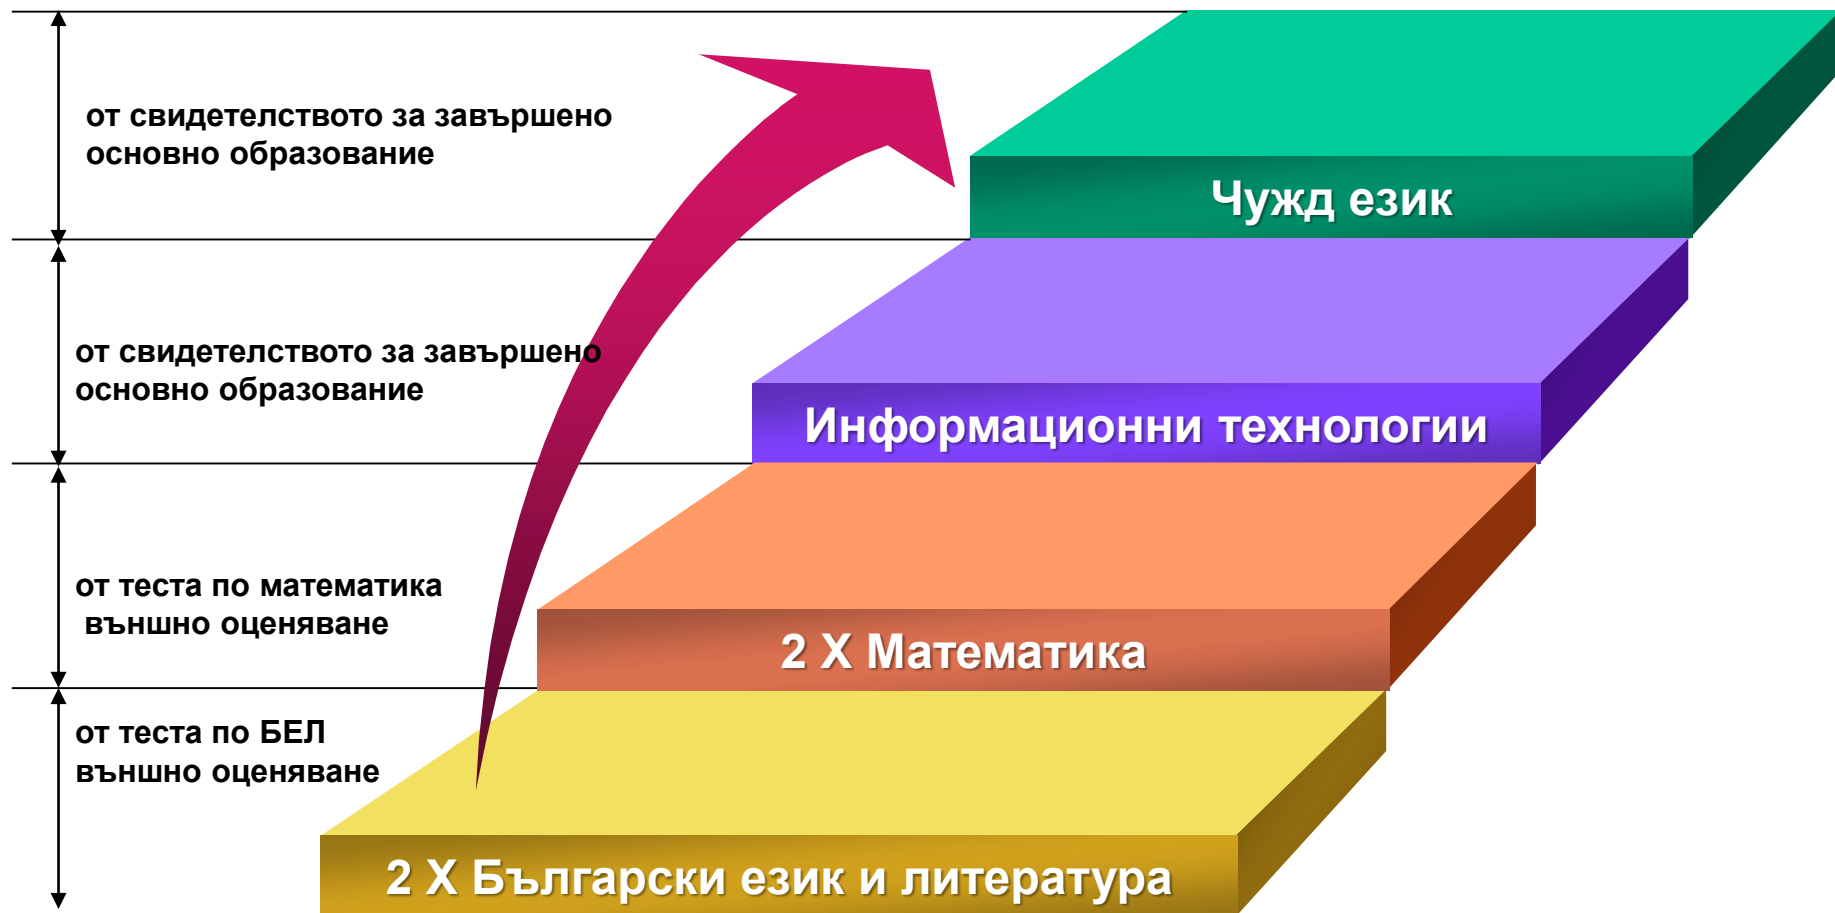 от свидетелството за завършено
основно образование
Чужд език
от свидетелството за завършено
основно образование
Информационни технологии
от теста по математика
външно оценяване
2 Х Математика
от теста по БЕЛ
външно оценяване
2 Х Български език и литература